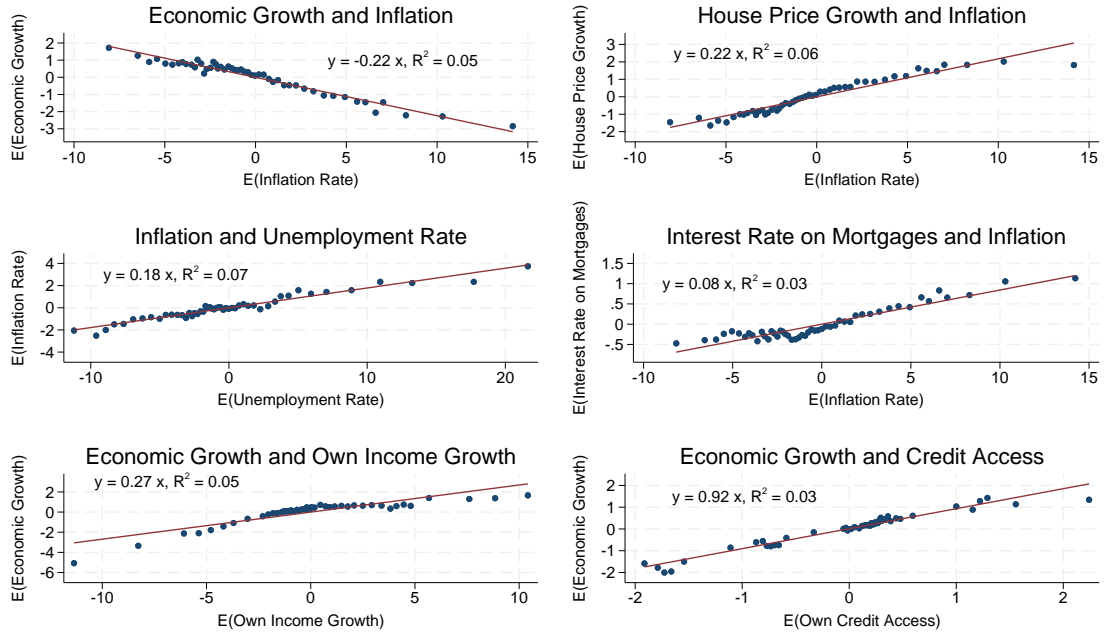 Economic Growth and Inflation
y = -0.22 x, R² = 0.05
E(Economic Growth)
2
1
0
-1
-2
-3
-10 -5 0 5 10 15
E(Inflation Rate)
House Price Growth and Inflation
y = 0.22 x, R² = 0.06
E(House Price Growth)
3
2
1
0
-1
-2
-10 -5 0 5 10 15
E(Inflation Rate)
Inflation and Unemployment Rate
y = 0.18 x, R² = 0.07
E(Inflation Rate)
4
2
0
-2
-4
-10 0 10 20
E(Unemployment Rate)
Interest Rate on Mortgages and Inflation
y = 0.08 x, R² = 0.03
E(Interest Rate on Mortgages)
1.5
1
.5
0
-.5
-10 -5 0 5 10 15
E(Inflation Rate)
Economic Growth and Own Income Growth
y = 0.27 x, R² = 0.05
E(Economic Growth)
2
0
-2
-4
-6
-10 -5 0 5 10
E(Own Income Growth)
Economic Growth and Credit Access
y = 0.92 x, R² = 0.03
E(Economic Growth)
2
1
0
-1
-2
-2 -1 0 1 2
E(Own Credit Access)